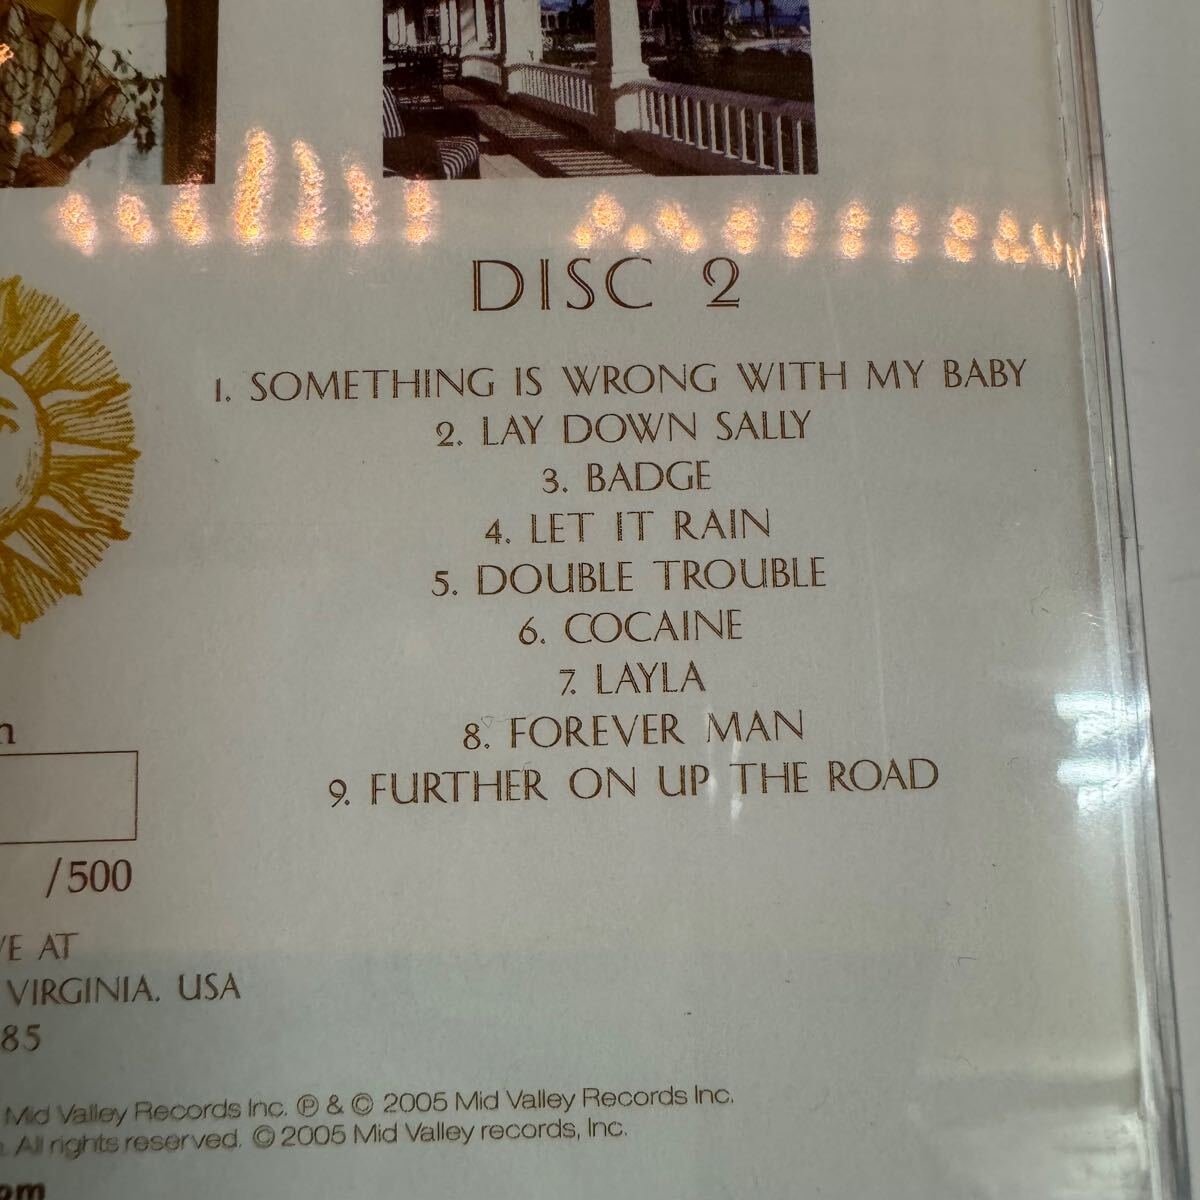 DISC 2
1. SOMETHING IS WRONG WITH MY BABY
2. LAY DOWN SALLY
3. BADGE
4. LET IT RAIN
5. DOUBLE TROUBLE
6. COCAINE
7. LAYLA
8. FOREVER MAN
9. FURTHER ON UP THE ROAD
/500
AT
VIRGINIA. USA
85
Mid Valley Records Inc. ℗ & © 2005 Mid Valley Records Inc.
All rights reserved. © 2005 Mid Valley records, Inc.